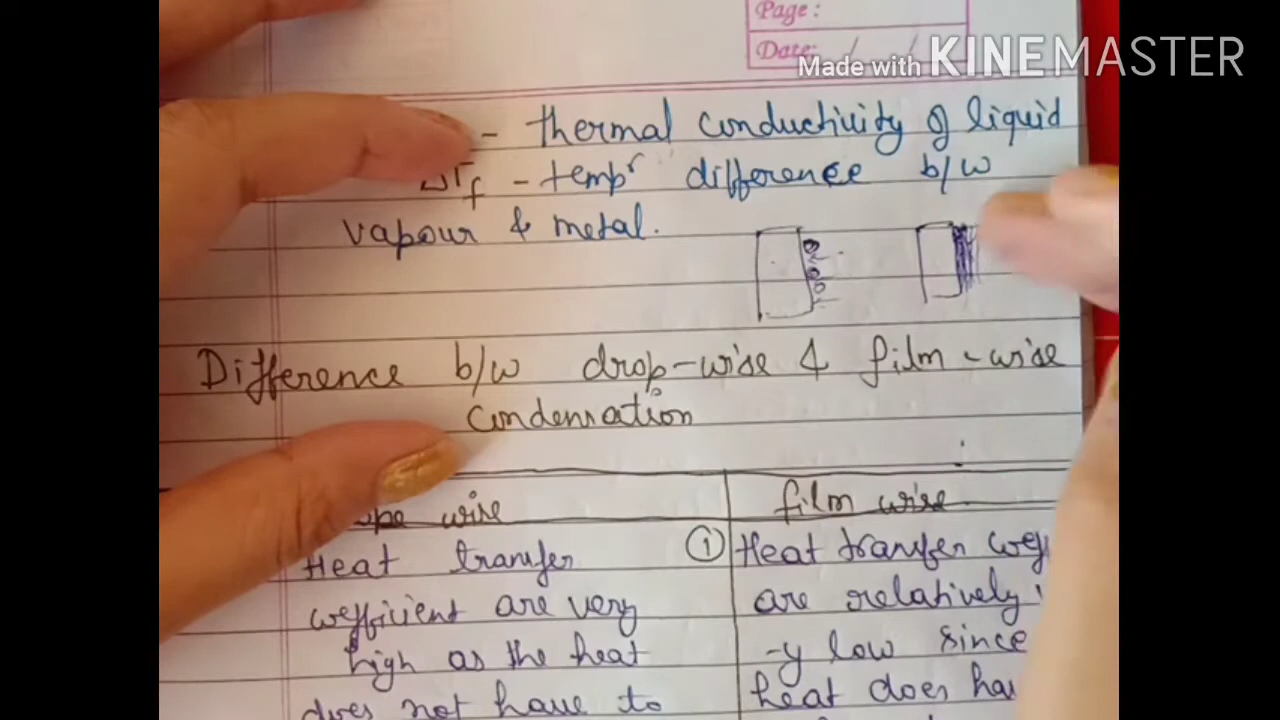 Page:
Date: / /
Made with KINEMASTER
- thermal conductivity of liquid
ΔTf - tempr difference b/w
vapour & metal.
Difference b/w drop-wise & film-wise
condensation
wise
film wise
Heat transfer
① Heat transfer
coefficient are very
are relatively
high as the heat
-y low since
does not have to
heat does